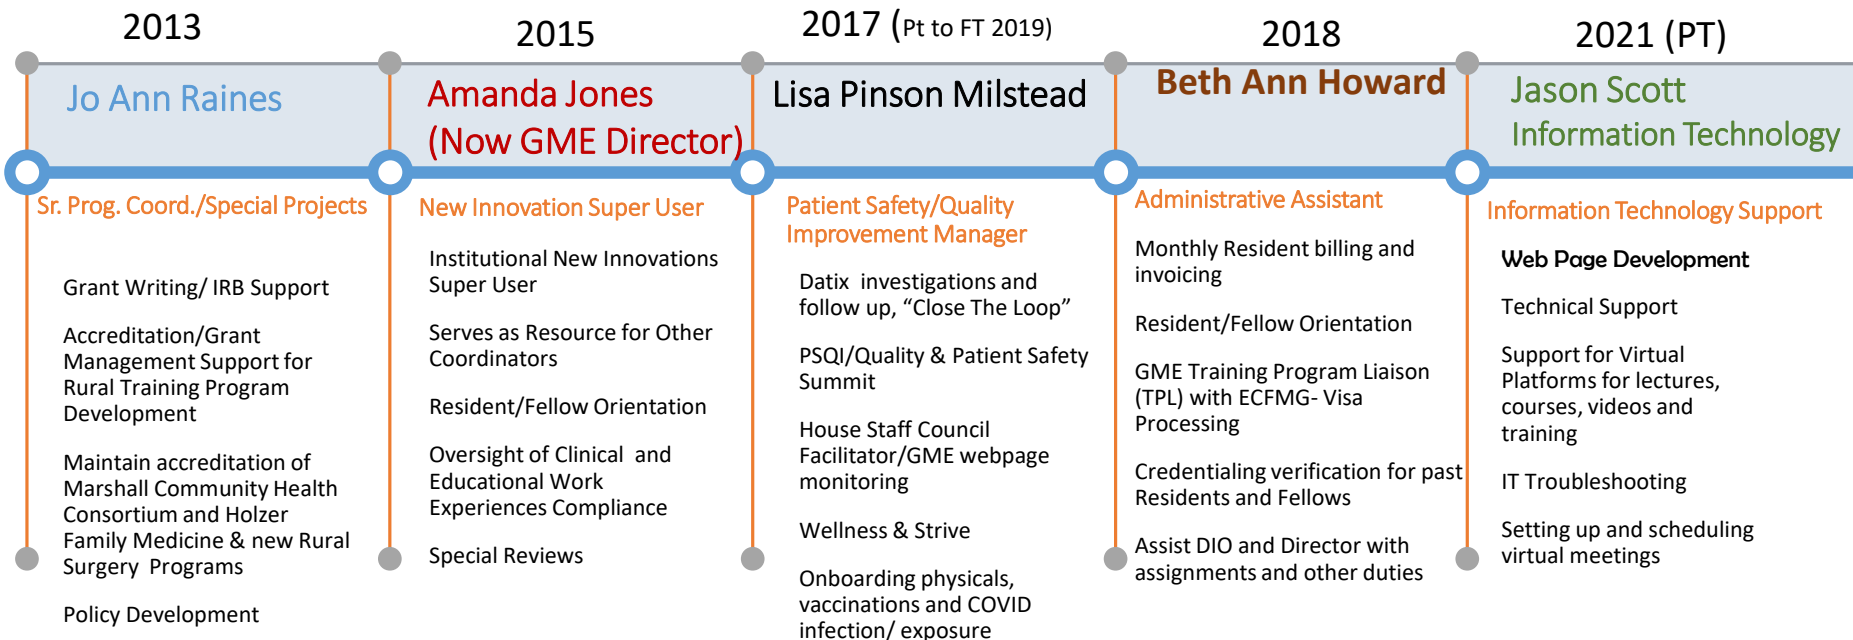 2013
Jo Ann Raines
Sr. Prog. Coord./Special Projects
Grant Writing/ IRB Support
Accreditation/Grant
Management Support for
Rural Training Program
Development
Maintain accreditation of
Marshall Community Health
Consortium and Holzer
Family Medicine & new Rural
Surgery Programs
Policy Development
2015
Amanda Jones
(Now GME Director)
New Innovation Super User
Institutional New Innovations
Super User
Serves as Resource for Other
Coordinators
Resident/Fellow Orientation
Oversight of Clinical and
Educational Work
Experiences Compliance
Special Reviews
2017 (Pt to FT 2019)
Lisa Pinson Milstead
Patient Safety/Quality
Improvement Manager
Datix investigations and
follow up, “Close The Loop”
PSQI/Quality & Patient Safety
Summit
House Staff Council
Facilitator/GME webpage
monitoring
Wellness & Strive
Onboarding physicals,
vaccinations and COVID
infection/ exposure
2018
Beth Ann Howard
Administrative Assistant
Monthly Resident billing and
invoicing
Resident/Fellow Orientation
GME Training Program Liaison
(TPL) with ECFMG- Visa
Processing
Credentialing verification for past
Residents and Fellows
Assist DIO and Director with
assignments and other duties
2021 (PT)
Jason Scott
Information Technology
Information Technology Support
Web Page Development
Technical Support
Support for Virtual
Platforms for lectures,
courses, videos and
training
IT Troubleshooting
Setting up and scheduling
virtual meetings